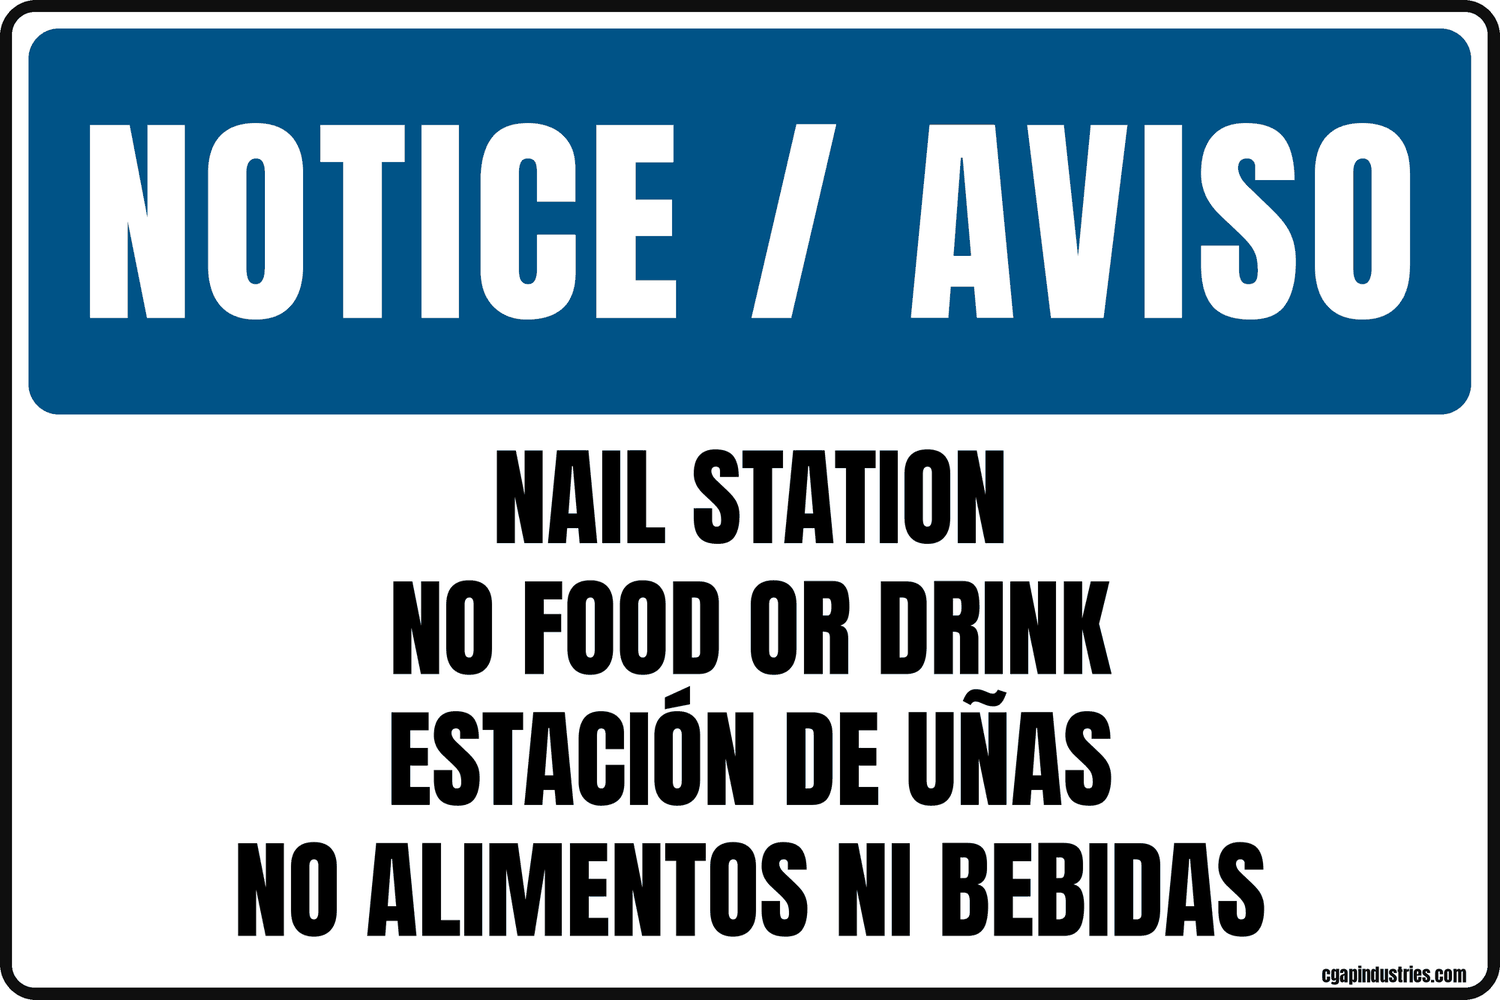 NOTICE / AVISO
NAIL STATION
NO FOOD OR DRINK
ESTACIÓN DE UÑAS
NO ALIMENTOS NI BEBIDAS
cgapindustries.com